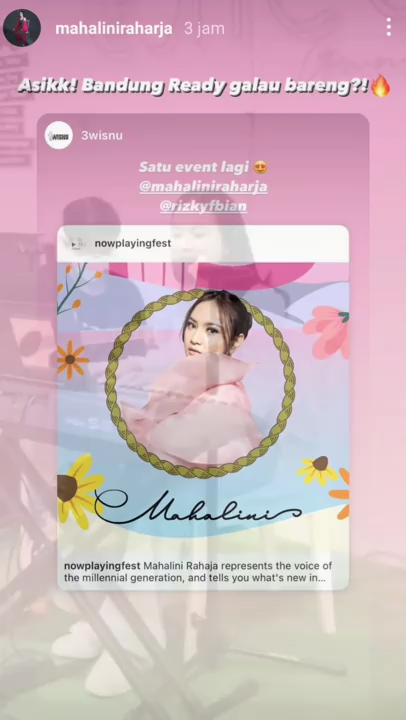 mahaliniraharja 3 jam
Asikk! Bandung Ready galau bareng?!🔥
3wisnu
Satu event lagi 😍
@mahaliniraharja
@rizkyfbian
nowplayingfest
Mahalini
nowplayingfest Mahalini Rahaja represents the voice of
the millennial generation, and tells you what's new in...